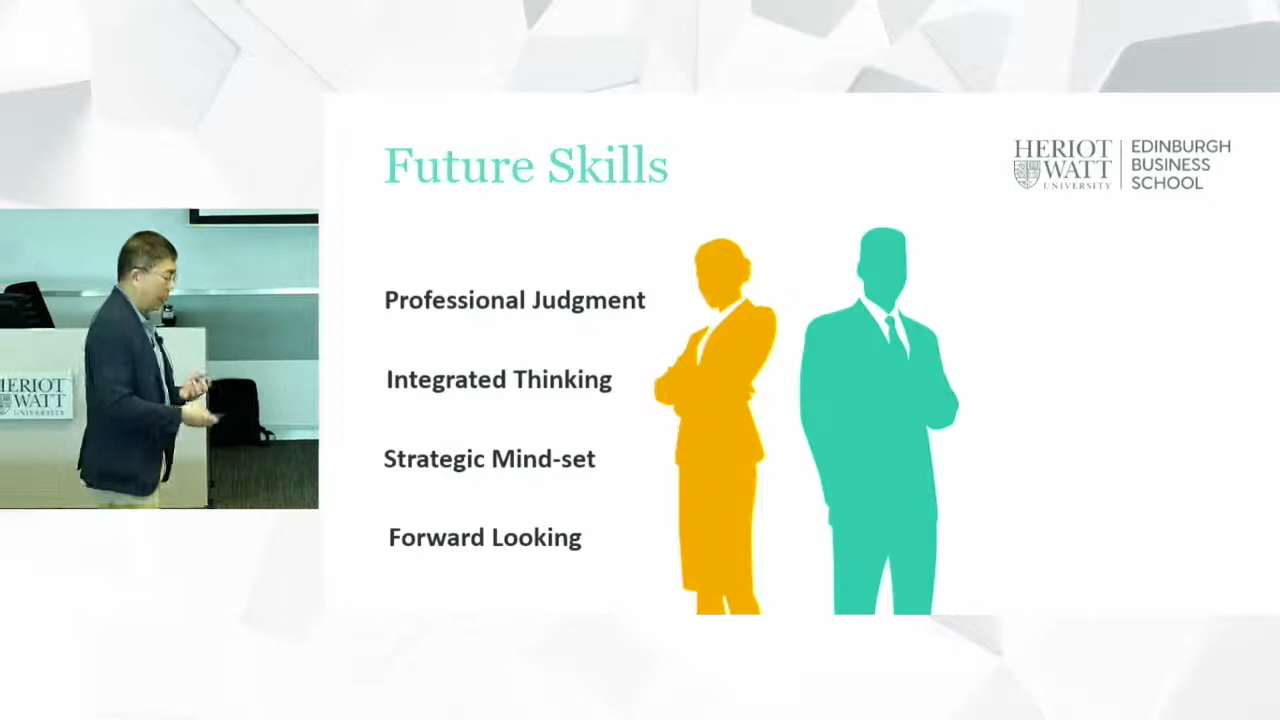 Future Skills
HERIOT
WATT
UNIVERSITY
EDINBURGH
BUSINESS
SCHOOL
Professional Judgment
Integrated Thinking
Strategic Mind-set
Forward Looking
HERIOT
WATT
UNIVERSITY